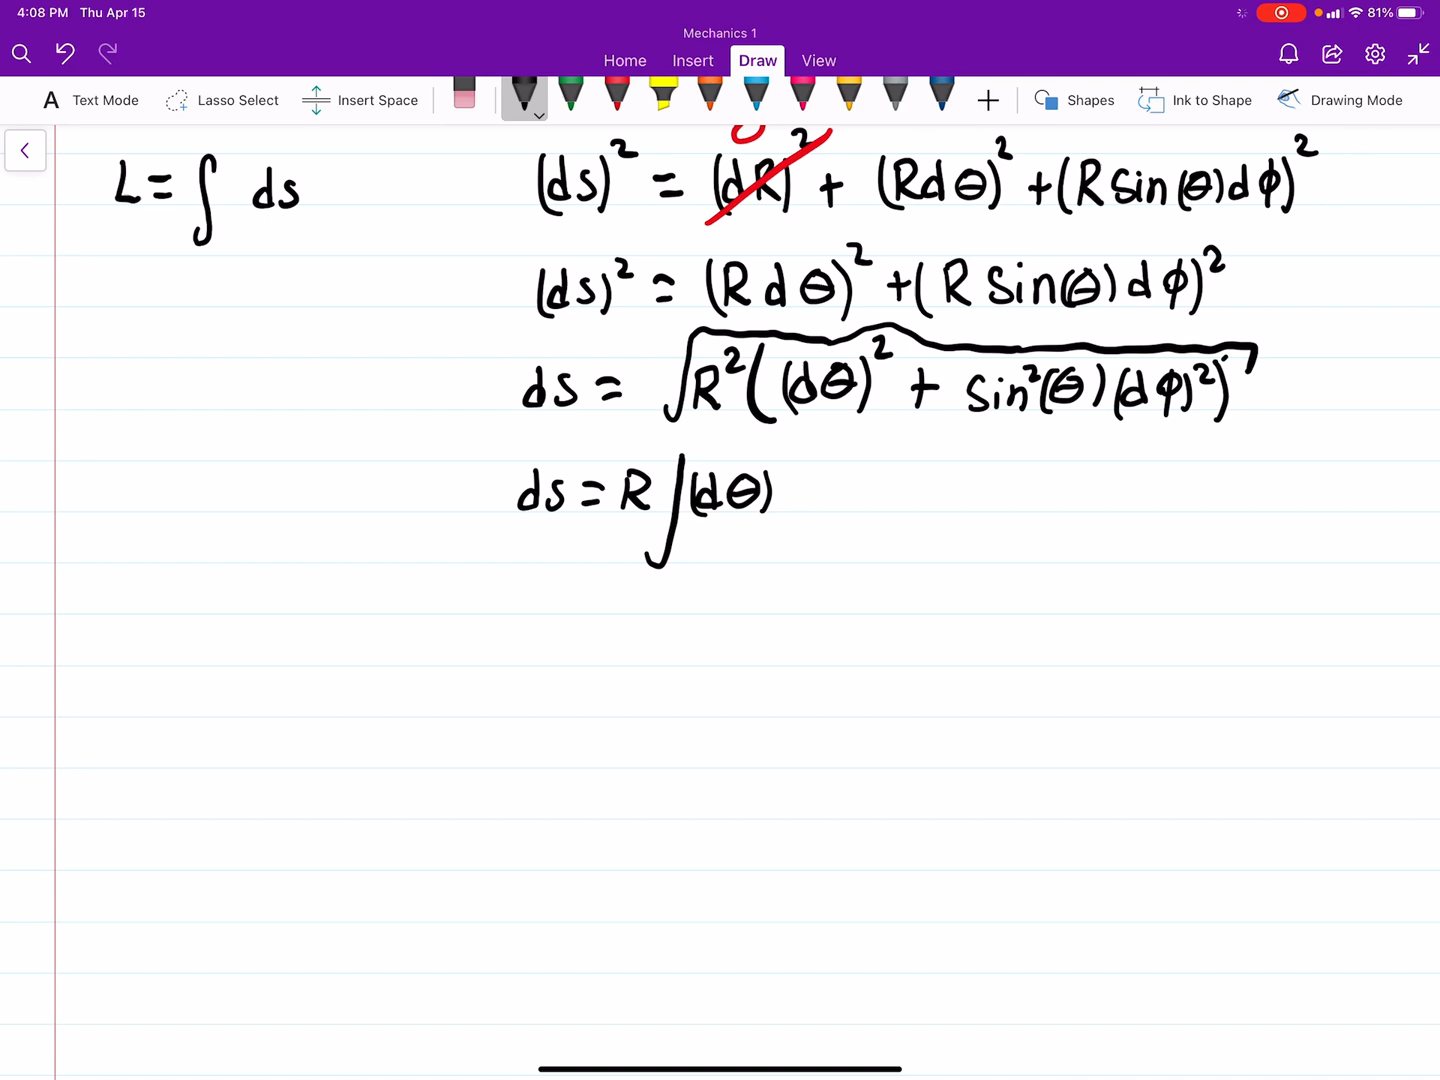 4:08 PM Thu Apr 15 81%
Mechanics 1
Home Insert Draw View
A Text Mode Lasso Select Insert Space Shapes Ink to Shape Drawing Mode
L = ∫ ds (ds)² = (dR)² + (Rdθ)² + (R sin(θ)dϕ)²
(ds)² = (R dθ)² + (R Sin(θ) dϕ)²
ds = √R²((dθ)² + sin²(θ)(dϕ)²)
ds = R ∫(dθ)